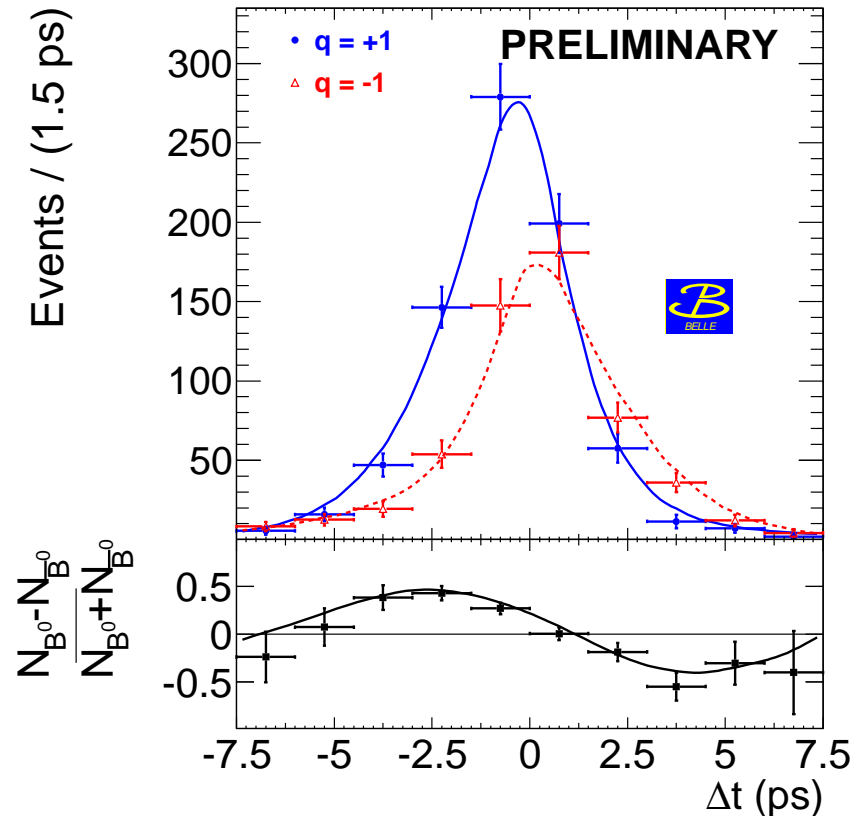 PRELIMINARY
q = +1
q = -1
Events / (1.5 ps)
300
250
200
150
100
50
B
BELLE
N_B⁰ - N_B̅⁰
N_B⁰ + N_B̅⁰
0.5
0
-0.5
-7.5 -5 -2.5 0 2.5 5 7.5
Δt (ps)